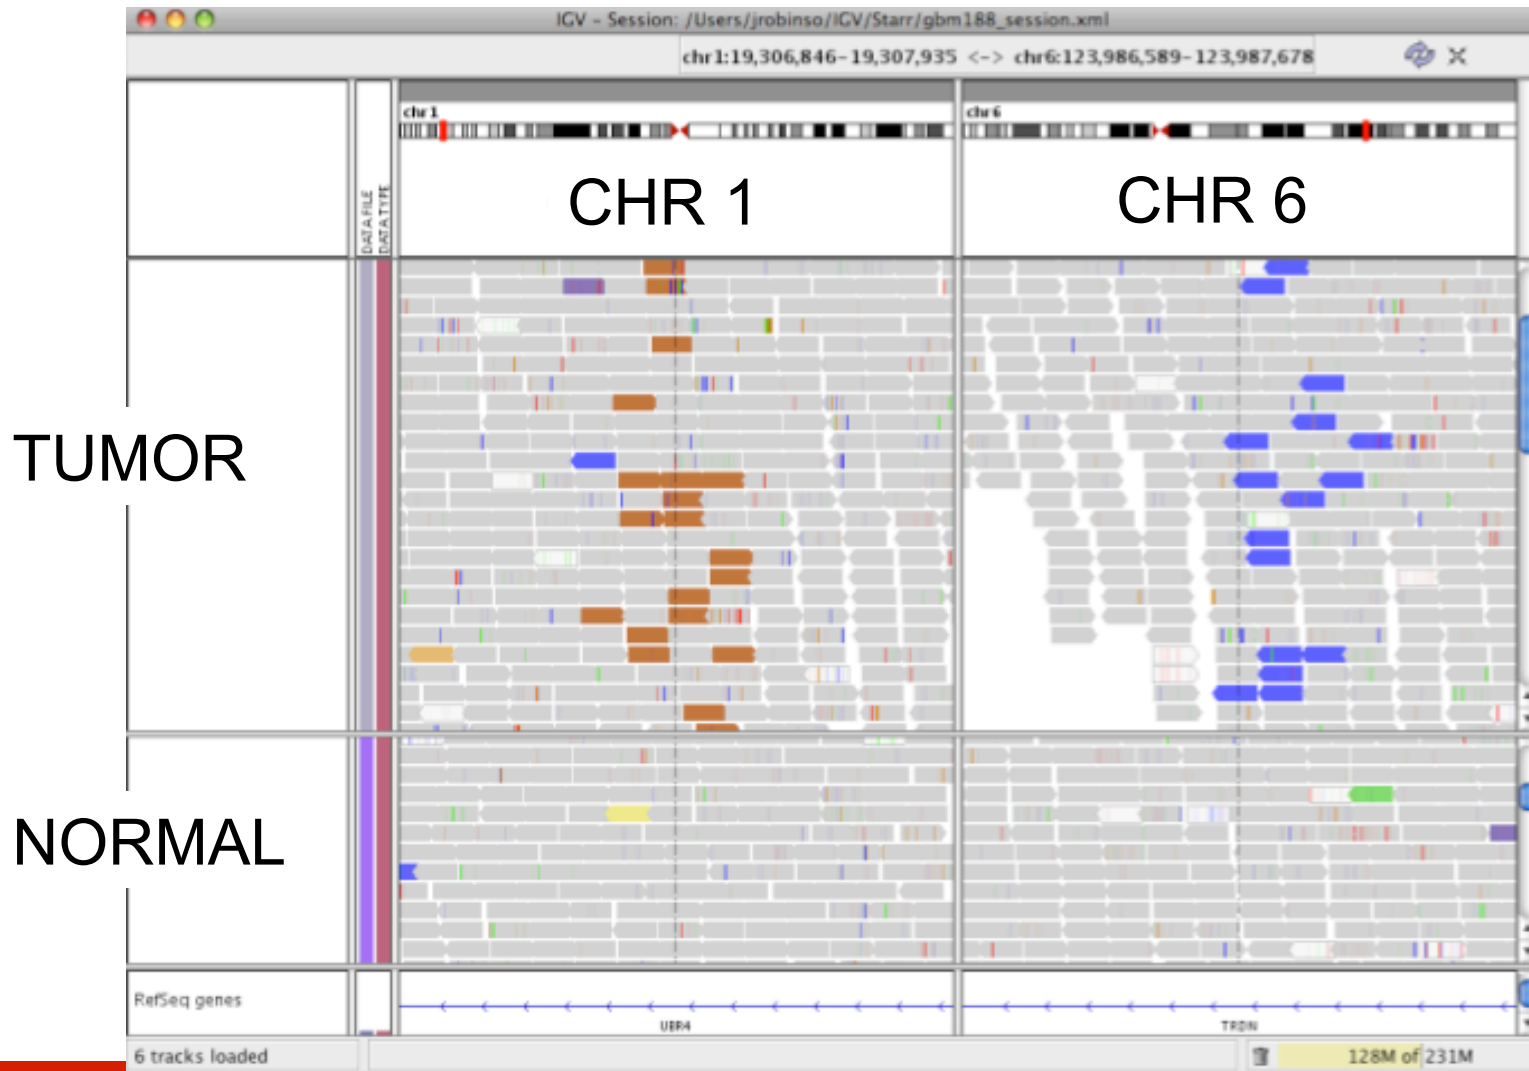 IGV - Session: /Users/jrobinso/IGV/Starr/gbm188_session.xml
chr1:19,306,846-19,307,935 <-> chr6:123,986,589-123,987,678
chr1
chr6
DATA FILE
DATA TYPE
CHR 1
CHR 6
TUMOR
NORMAL
RefSeq genes
UBR4
TRDN
6 tracks loaded
128M of 231M